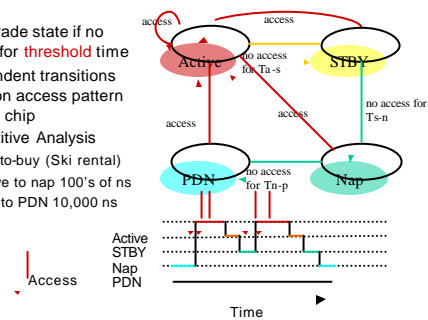 rade state if no
for threshold time
ndent transitions
on access pattern
chip
itive Analysis
to-buy (Ski rental)
ve to nap 100's of ns
to PDN 10,000 ns
access
access
Active
no access
for Ta-s
STBY
no access for
Ts-n
access
access
PDN
no access
for Tn-p
Nap
Active
STBY
Nap
PDN
Access
Time